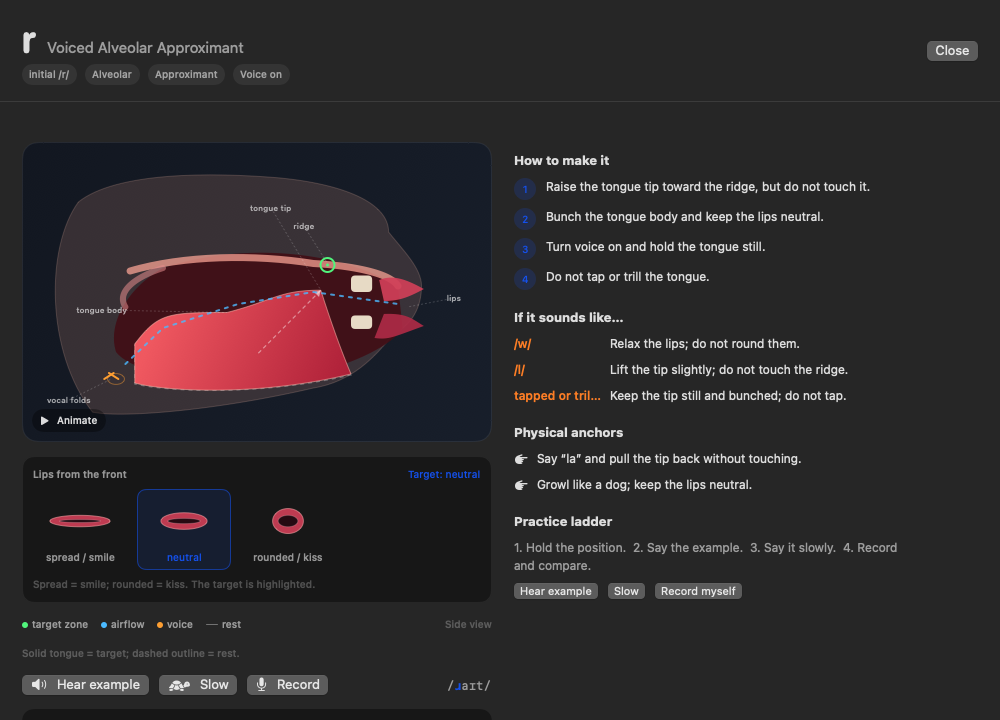 r Voiced Alveolar Approximant
Close
initial /r/ Alveolar Approximant Voice on
tongue tip
ridge
lips
tongue body
vocal folds
Animate
Lips from the front Target: neutral
spread / smile neutral rounded / kiss
Spread = smile; rounded = kiss. The target is highlighted.
target zone airflow voice rest Side view
Solid tongue = target; dashed outline = rest.
Hear example Slow Record /ɹaɪt/
How to make it
1 Raise the tongue tip toward the ridge, but do not touch it.
2 Bunch the tongue body and keep the lips neutral.
3 Turn voice on and hold the tongue still.
4 Do not tap or trill the tongue.
If it sounds like…
/w/ Relax the lips; do not round them.
/l/ Lift the tip slightly; do not touch the ridge.
tapped or tril… Keep the tip still and bunched; do not tap.
Physical anchors
Say “la” and pull the tip back without touching.
Growl like a dog; keep the lips neutral.
Practice ladder
1. Hold the position. 2. Say the example. 3. Say it slowly. 4. Record
and compare.
Hear example Slow Record myself